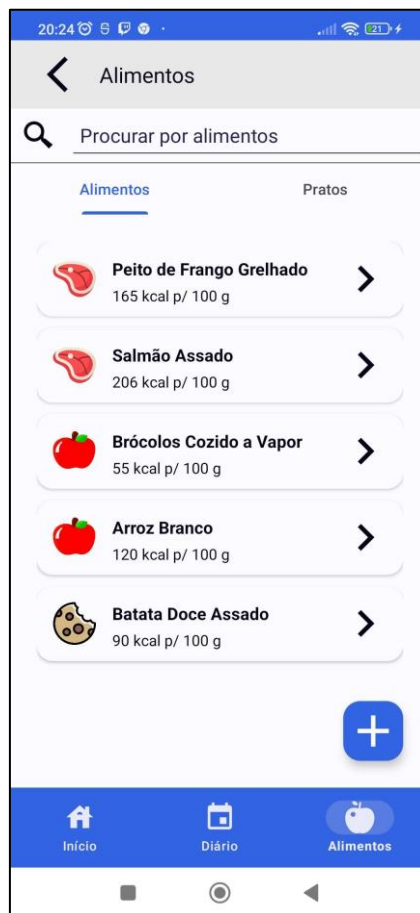 20:24
21
Alimentos
Procurar por alimentos
Alimentos Pratos
Peito de Frango Grelhado
165 kcal p/ 100 g
Salmão Assado
206 kcal p/ 100 g
Brócolos Cozido a Vapor
55 kcal p/ 100 g
Arroz Branco
120 kcal p/ 100 g
Batata Doce Assado
90 kcal p/ 100 g
Início Diário Alimentos